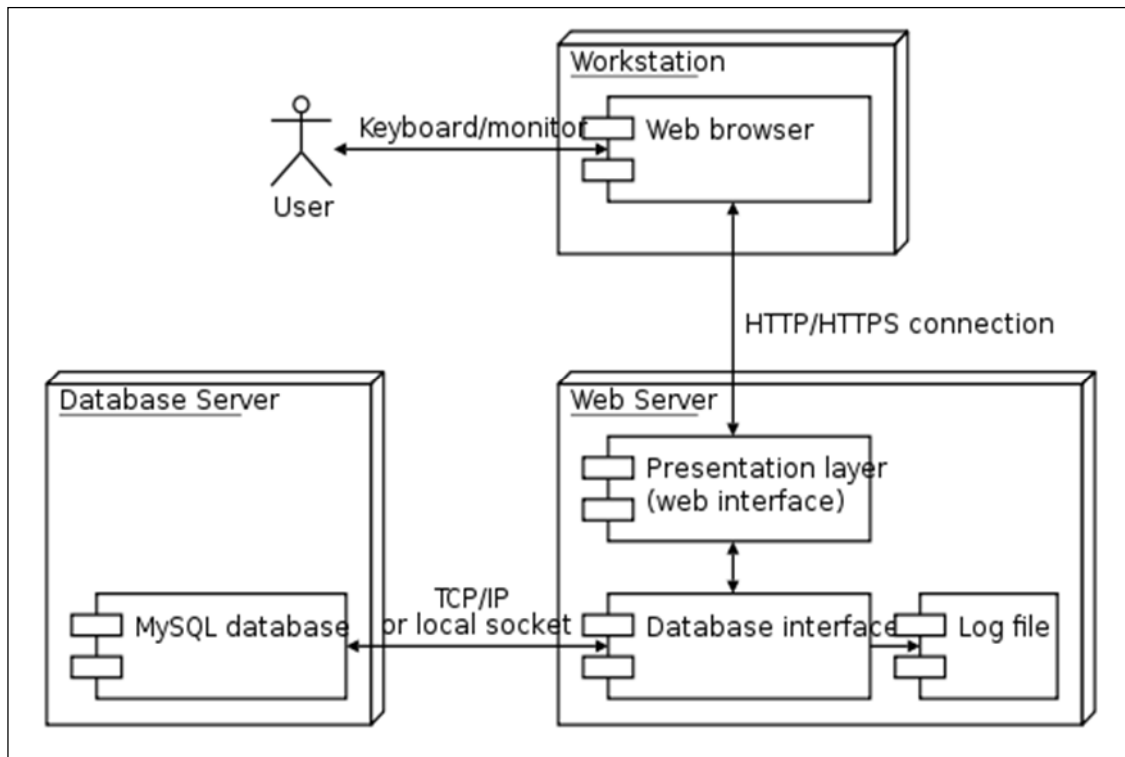 Workstation
Keyboard/monitor
Web browser
User
HTTP/HTTPS connection
Database Server
Web Server
Presentation layer
(web interface)
TCP/IP
or local socket
MySQL database
Database interface
Log file